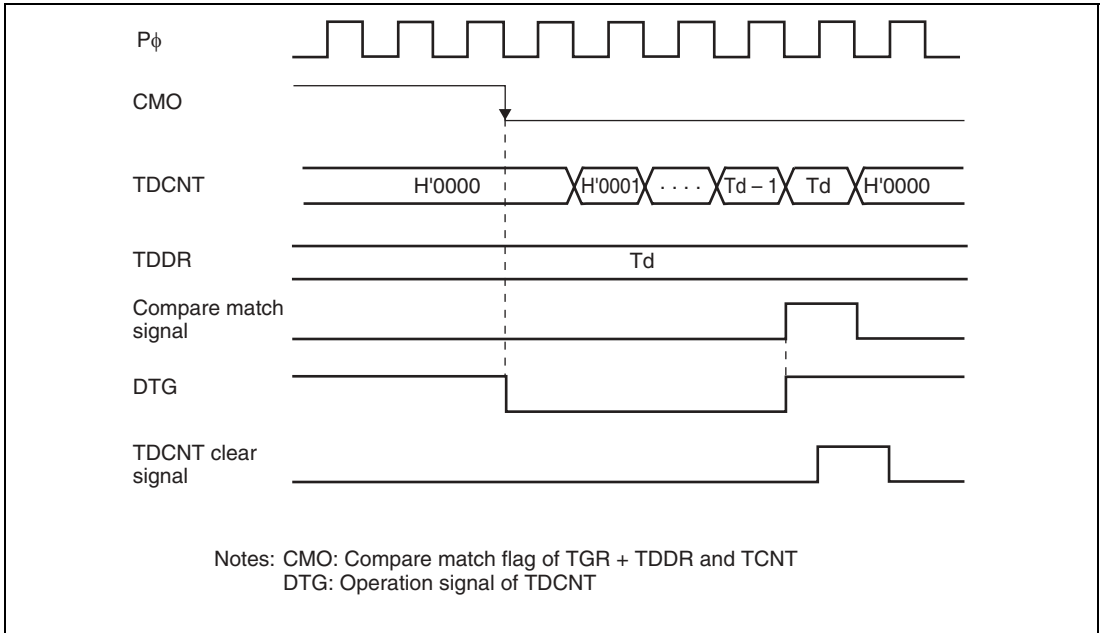 Pϕ
CMO
TDCNT H'0000 H'0001 · · · · Td – 1 Td H'0000
TDDR Td
Compare match
signal
DTG
TDCNT clear
signal
Notes: CMO: Compare match flag of TGR + TDDR and TCNT
DTG: Operation signal of TDCNT